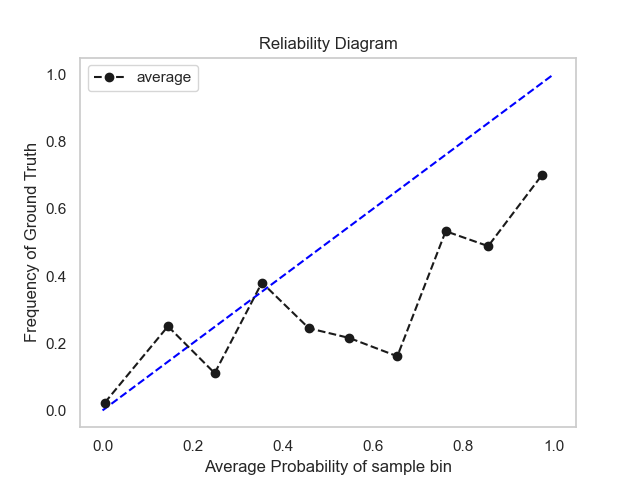 Reliability Diagram
average
Frequency of Ground Truth
1.0
0.8
0.6
0.4
0.2
0.0
0.0 0.2 0.4 0.6 0.8 1.0
Average Probability of sample bin